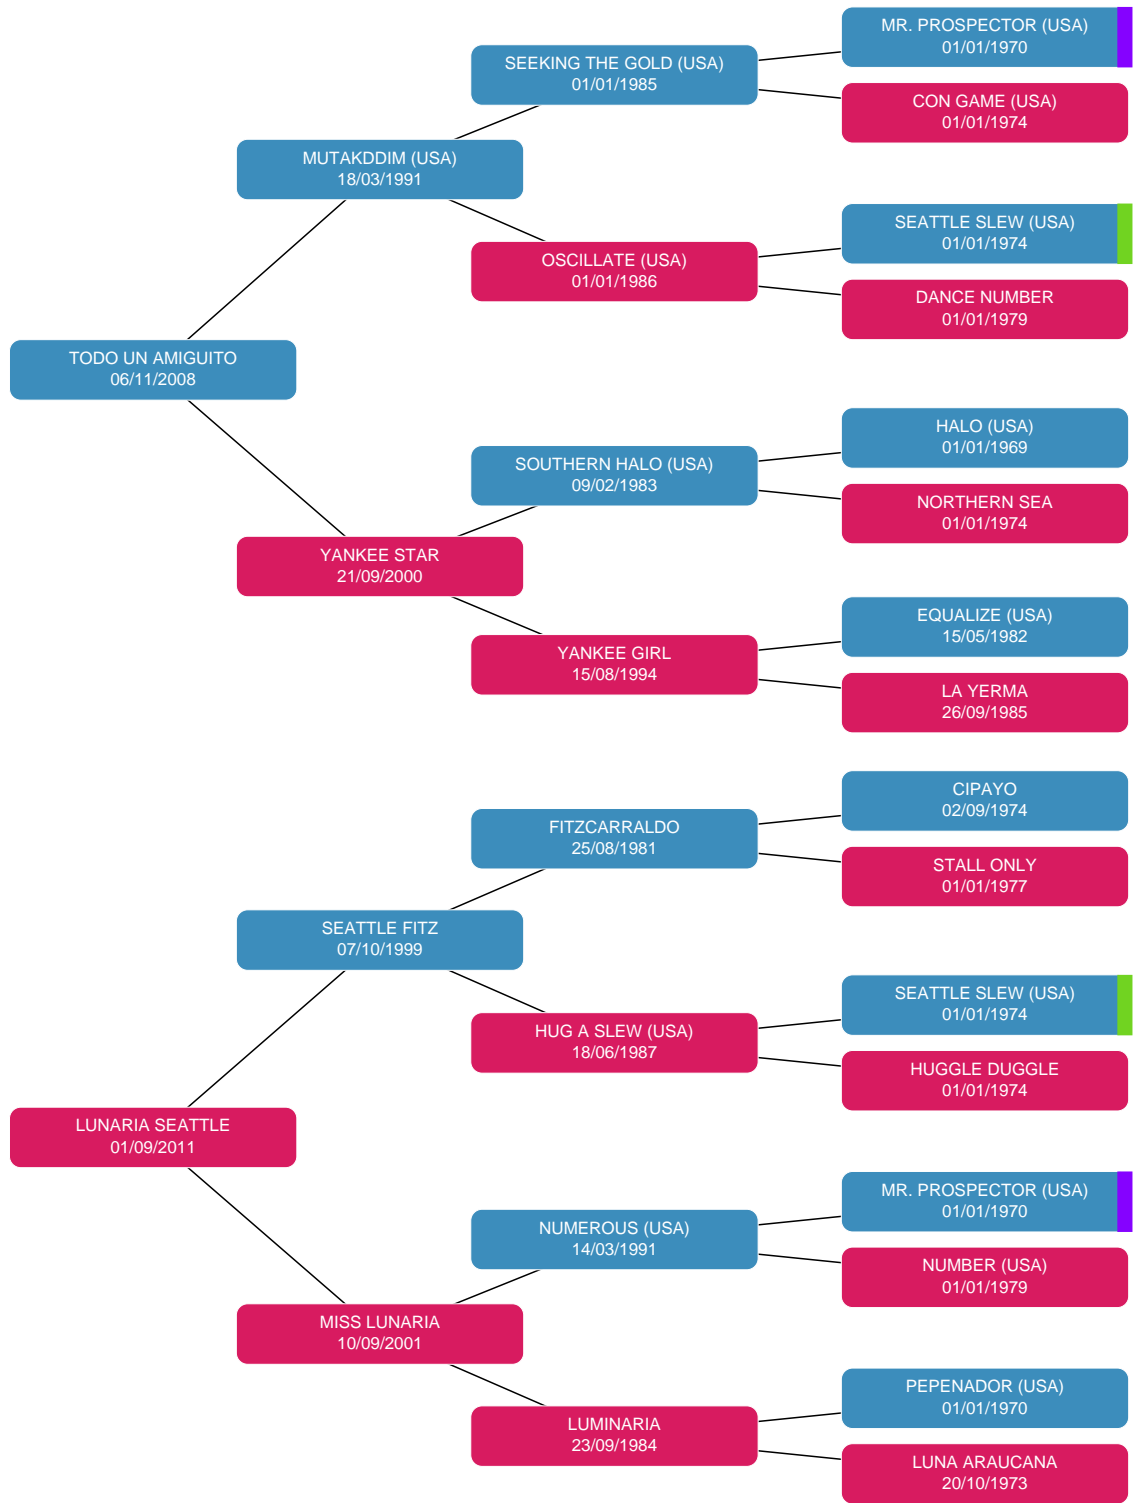 MR. PROSPECTOR (USA)
01/01/1970
SEEKING THE GOLD (USA)
01/01/1985
CON GAME (USA)
01/01/1974
MUTAKDDIM (USA)
18/03/1991
SEATTLE SLEW (USA)
01/01/1974
OSCILLATE (USA)
01/01/1986
DANCE NUMBER
01/01/1979
TODO UN AMIGUITO
06/11/2008
HALO (USA)
01/01/1969
SOUTHERN HALO (USA)
09/02/1983
NORTHERN SEA
01/01/1974
YANKEE STAR
21/09/2000
EQUALIZE (USA)
15/05/1982
YANKEE GIRL
15/08/1994
LA YERMA
26/09/1985
CIPAYO
02/09/1974
FITZCARRALDO
25/08/1981
STALL ONLY
01/01/1977
SEATTLE FITZ
07/10/1999
SEATTLE SLEW (USA)
01/01/1974
HUG A SLEW (USA)
18/06/1987
HUGGLE DUGGLE
01/01/1974
LUNARIA SEATTLE
01/09/2011
MR. PROSPECTOR (USA)
01/01/1970
NUMEROUS (USA)
14/03/1991
NUMBER (USA)
01/01/1979
MISS LUNARIA
10/09/2001
PEPENADOR (USA)
01/01/1970
LUMINARIA
23/09/1984
LUNA ARAUCANA
20/10/1973